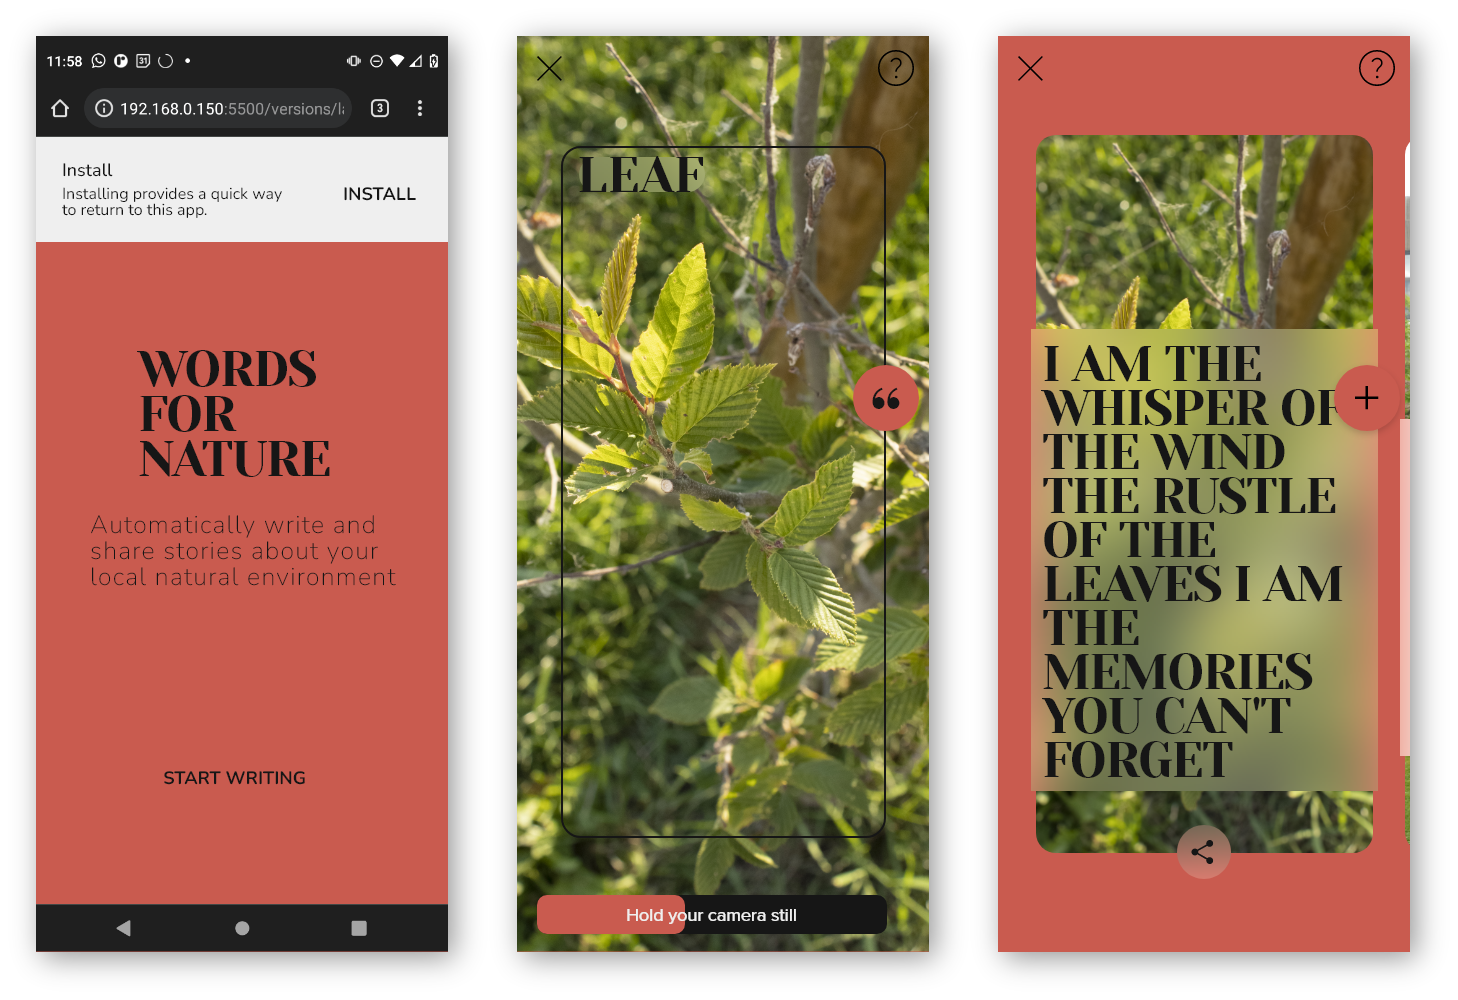 11:58
31
192.168.0.150:5500/versions/la
3
Install
Installing provides a quick way
to return to this app.
INSTALL
WORDS
FOR
NATURE
Automatically write and
share stories about your
local natural environment
START WRITING
?
LEAF
“
Hold your camera still
?
I AM THE
WHISPER OF
THE WIND
THE RUSTLE
OF THE
LEAVES I AM
THE
MEMORIES
YOU CAN'T
FORGET